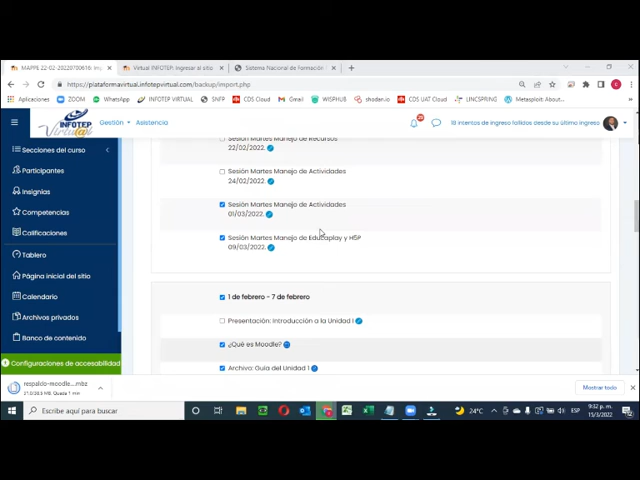 MAPPE 22-02-20220700616: im
Virtual INFOTEP: Ingresar al sitio
Sistema Nacional de Formación
https://plataformavirtual.infotepvirtual.com/backup/import.php
Aplicaciones
ZOOM
WhatsApp
INFOTEP VIRTUAL
SNFP
CDS Cloud
Gmail
WISPHUB
shodan.io
CDS UAT Cloud
LINCSPRING
Metasploit: Abou...
INFOTEP
Virtual
Gestión
Asistencia
18 intentos de ingreso fallidos desde su último ingreso
Secciones del curso
Participantes
Insignias
Competencias
Calificaciones
Tablero
Página inicial del sitio
Calendario
Archivos privados
Banco de contenido
Configuraciones de accesabilidad
Sesión Martes Manejo de Recursos
22/02/2022.
Sesión Martes Manejo de Actividades
24/02/2022.
Sesión Martes Manejo de Actividades
01/03/2022.
Sesión Martes Manejo de Educaplay y H5P
09/03/2022.
1 de febrero - 7 de febrero
Presentación: Introducción a la Unidad I
¿Qué es Moodle?
Archivo: Guía del Unidad 1
respaldo-moodle....mbz
Mostrar todo
Escribe aquí para buscar
24°C
ESP
9:32 p. m.
15/3/2022